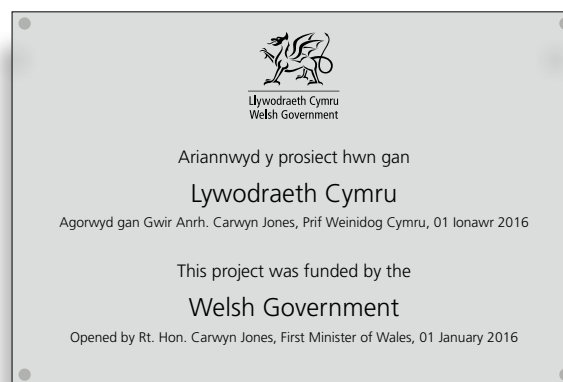 Llywodraeth Cymru
Welsh Government
Ariannwyd y prosiect hwn gan
Lywodraeth Cymru
Agorwyd gan Gwir Anrh. Carwyn Jones, Prif Weinidog Cymru, 01 Ionawr 2016
This project was funded by the
Welsh Government
Opened by Rt. Hon. Carwyn Jones, First Minister of Wales, 01 January 2016